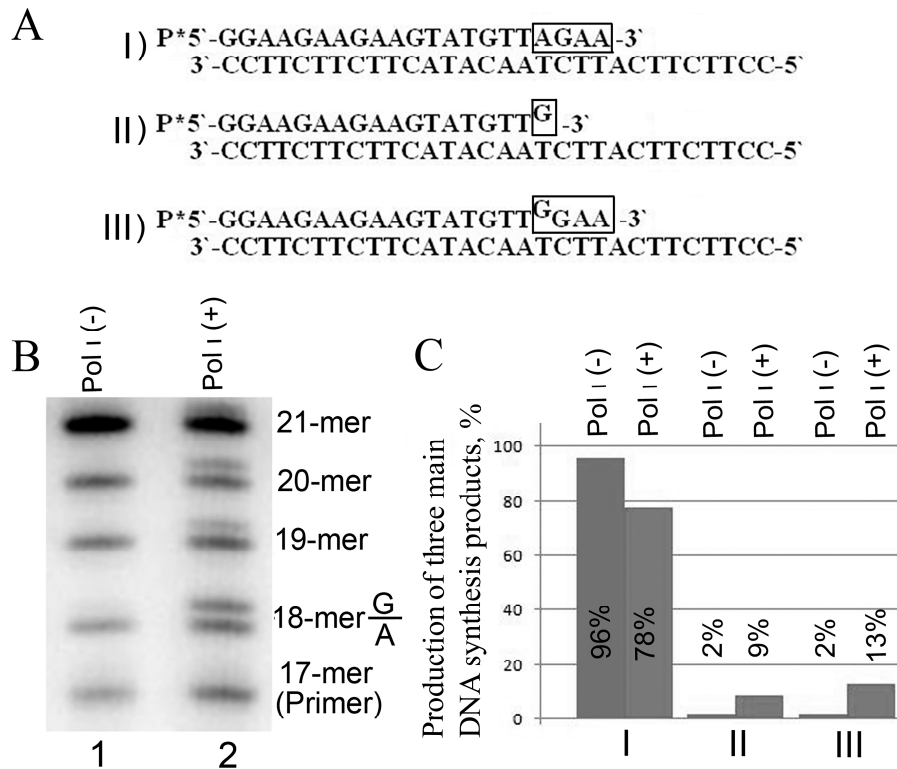 A
I) P*5`-GGAAGAAGAAGTATGTTAGAA-3`
3`-CCTTCTTCTTCATACAATCTTACTTCTTCC-5`
II) P*5`-GGAAGAAGAAGTATGTTG-3`
3`-CCTTCTTCTTCATACAATCTTACTTCTTCC-5`
III) P*5`-GGAAGAAGAAGTATGTTGGAA-3`
3`-CCTTCTTCTTCATACAATCTTACTTCTTCC-5`
B
Pol ι (-)
Pol ι (+)
21-mer
20-mer
19-mer
18-mer G/A
17-mer
(Primer)
1 2
C
Pol ι (-)
Pol ι (+)
Pol ι (-)
Pol ι (+)
Pol ι (-)
Pol ι (+)
Production of three main
DNA synthesis products, %
100
80
60
40
20
0
96%
78%
2%
9%
2%
13%
I II III